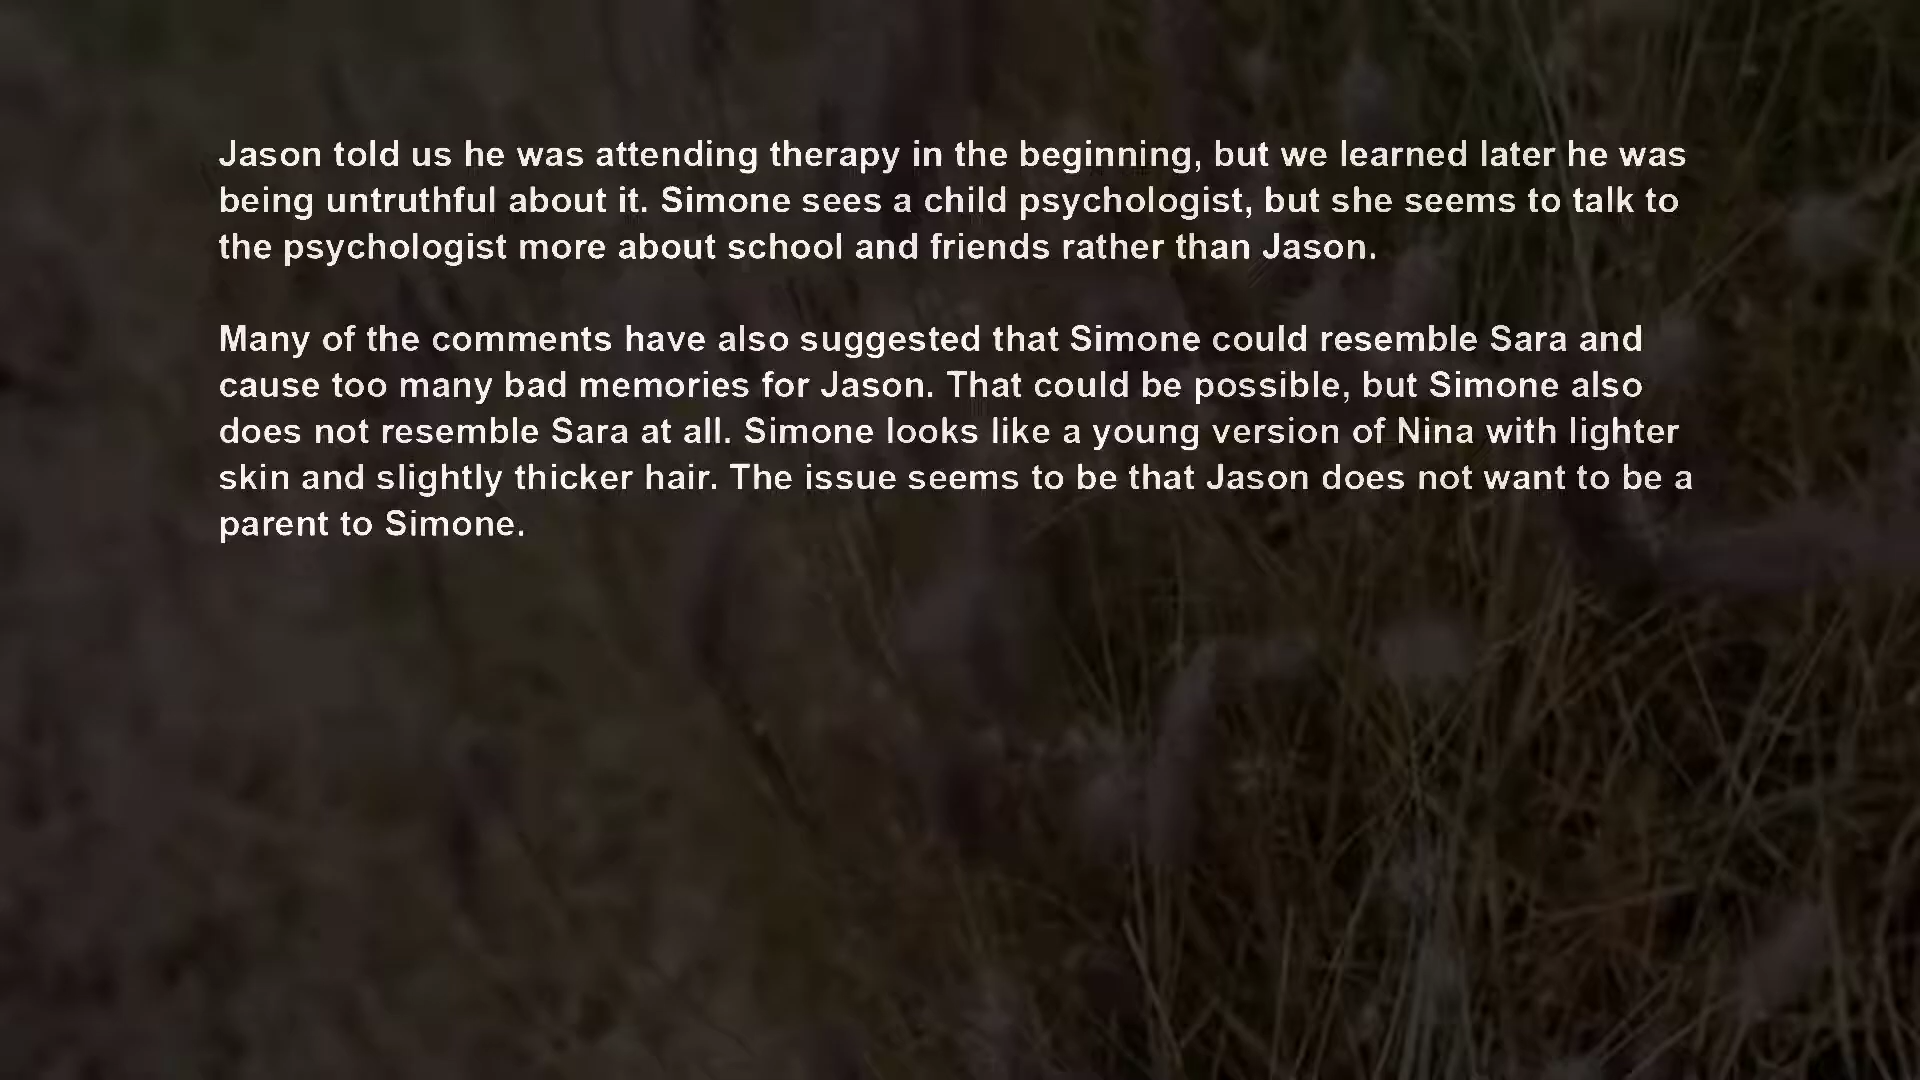 Jason told us he was attending therapy in the beginning, but we learned later he was
being untruthful about it. Simone sees a child psychologist, but she seems to talk to
the psychologist more about school and friends rather than Jason.
Many of the comments have also suggested that Simone could resemble Sara and
cause too many bad memories for Jason. That could be possible, but Simone also
does not resemble Sara at all. Simone looks like a young version of Nina with lighter
skin and slightly thicker hair. The issue seems to be that Jason does not want to be a
parent to Simone.